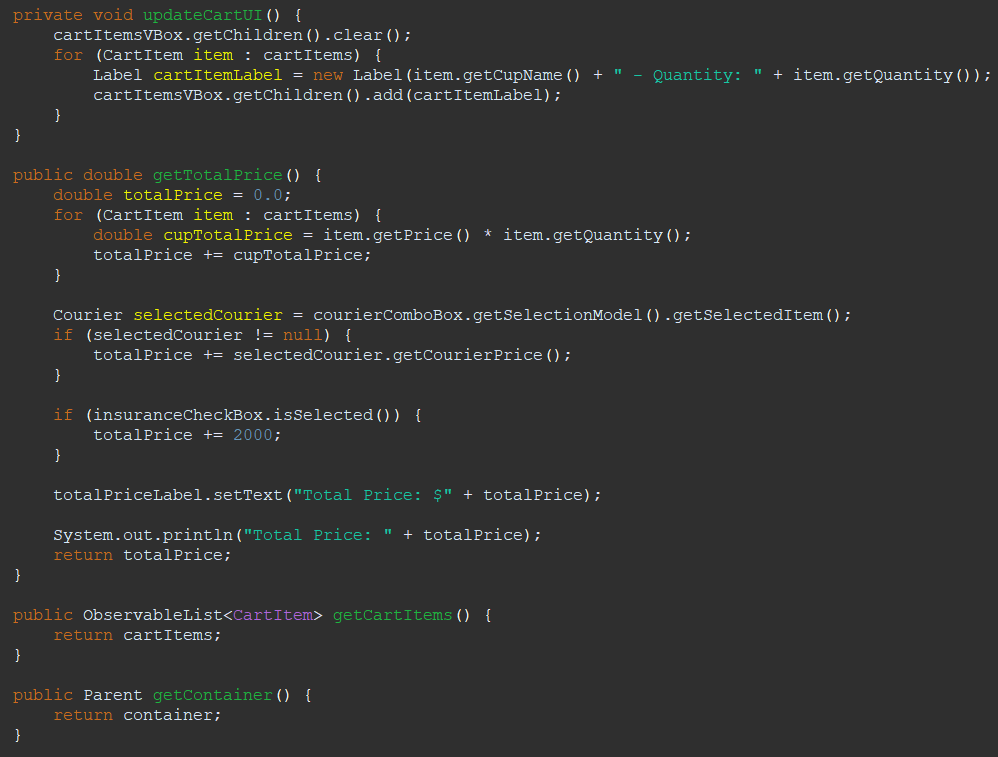 private void updateCartUI() {
    cartItemsVBox.getChildren().clear();
    for (CartItem item : cartItems) {
        Label cartItemLabel = new Label(item.getCupName() + " - Quantity: " + item.getQuantity());
        cartItemsVBox.getChildren().add(cartItemLabel);
    }
}

public double getTotalPrice() {
    double totalPrice = 0.0;
    for (CartItem item : cartItems) {
        double cupTotalPrice = item.getPrice() * item.getQuantity();
        totalPrice += cupTotalPrice;
    }

    Courier selectedCourier = courierComboBox.getSelectionModel().getSelectedItem();
    if (selectedCourier != null) {
        totalPrice += selectedCourier.getCourierPrice();
    }

    if (insuranceCheckBox.isSelected()) {
        totalPrice += 2000;
    }

    totalPriceLabel.setText("Total Price: $" + totalPrice);

    System.out.println("Total Price: " + totalPrice);
    return totalPrice;
}

public ObservableList<CartItem> getCartItems() {
    return cartItems;
}

public Parent getContainer() {
    return container;
}